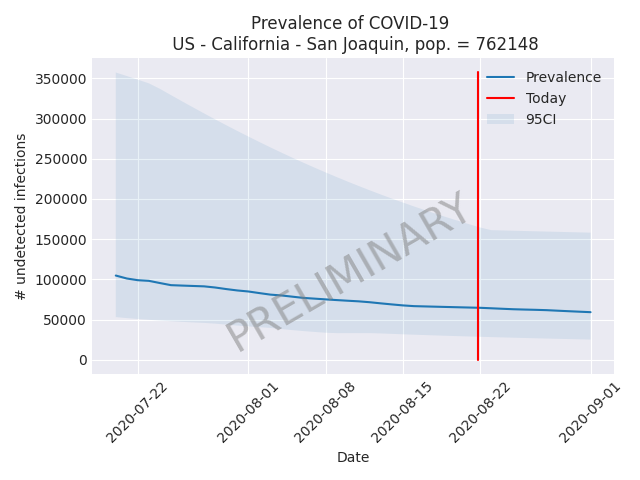 Prevalence of COVID-19
US - California - San Joaquin, pop. = 762148
350000
300000
250000
200000
150000
100000
50000
0
# undetected infections
Prevalence
Today
95CI
PRELIMINARY
2020-07-22
2020-08-01
2020-08-08
2020-08-15
2020-08-22
2020-09-01
Date